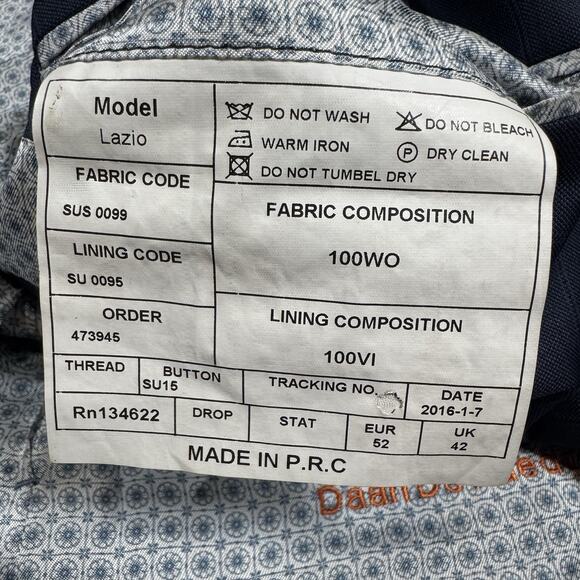 Model
Lazio
DO NOT WASH
DO NOT BLEACH
WARM IRON
P DRY CLEAN
DO NOT TUMBEL DRY
FABRIC CODE
SUS 0099
FABRIC COMPOSITION
100WO
LINING CODE
SU 0095
ORDER
473945
LINING COMPOSITION
100VI
THREAD
BUTTON
SU15
TRACKING NO.
DATE
2016-1-7
Rn134622
DROP
STAT
EUR
52
UK
42
MADE IN P.R.C
Daan